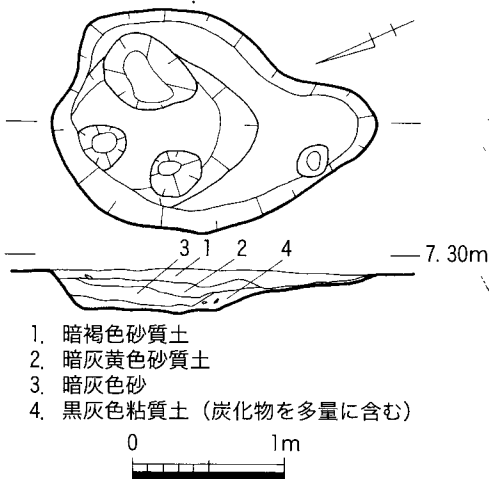 3 1 2 4
7.30m
1. 暗褐色砂質土
2. 暗灰黄色砂質土
3. 暗灰色砂
4. 黒灰色粘質土（炭化物を多量に含む）
0 1m